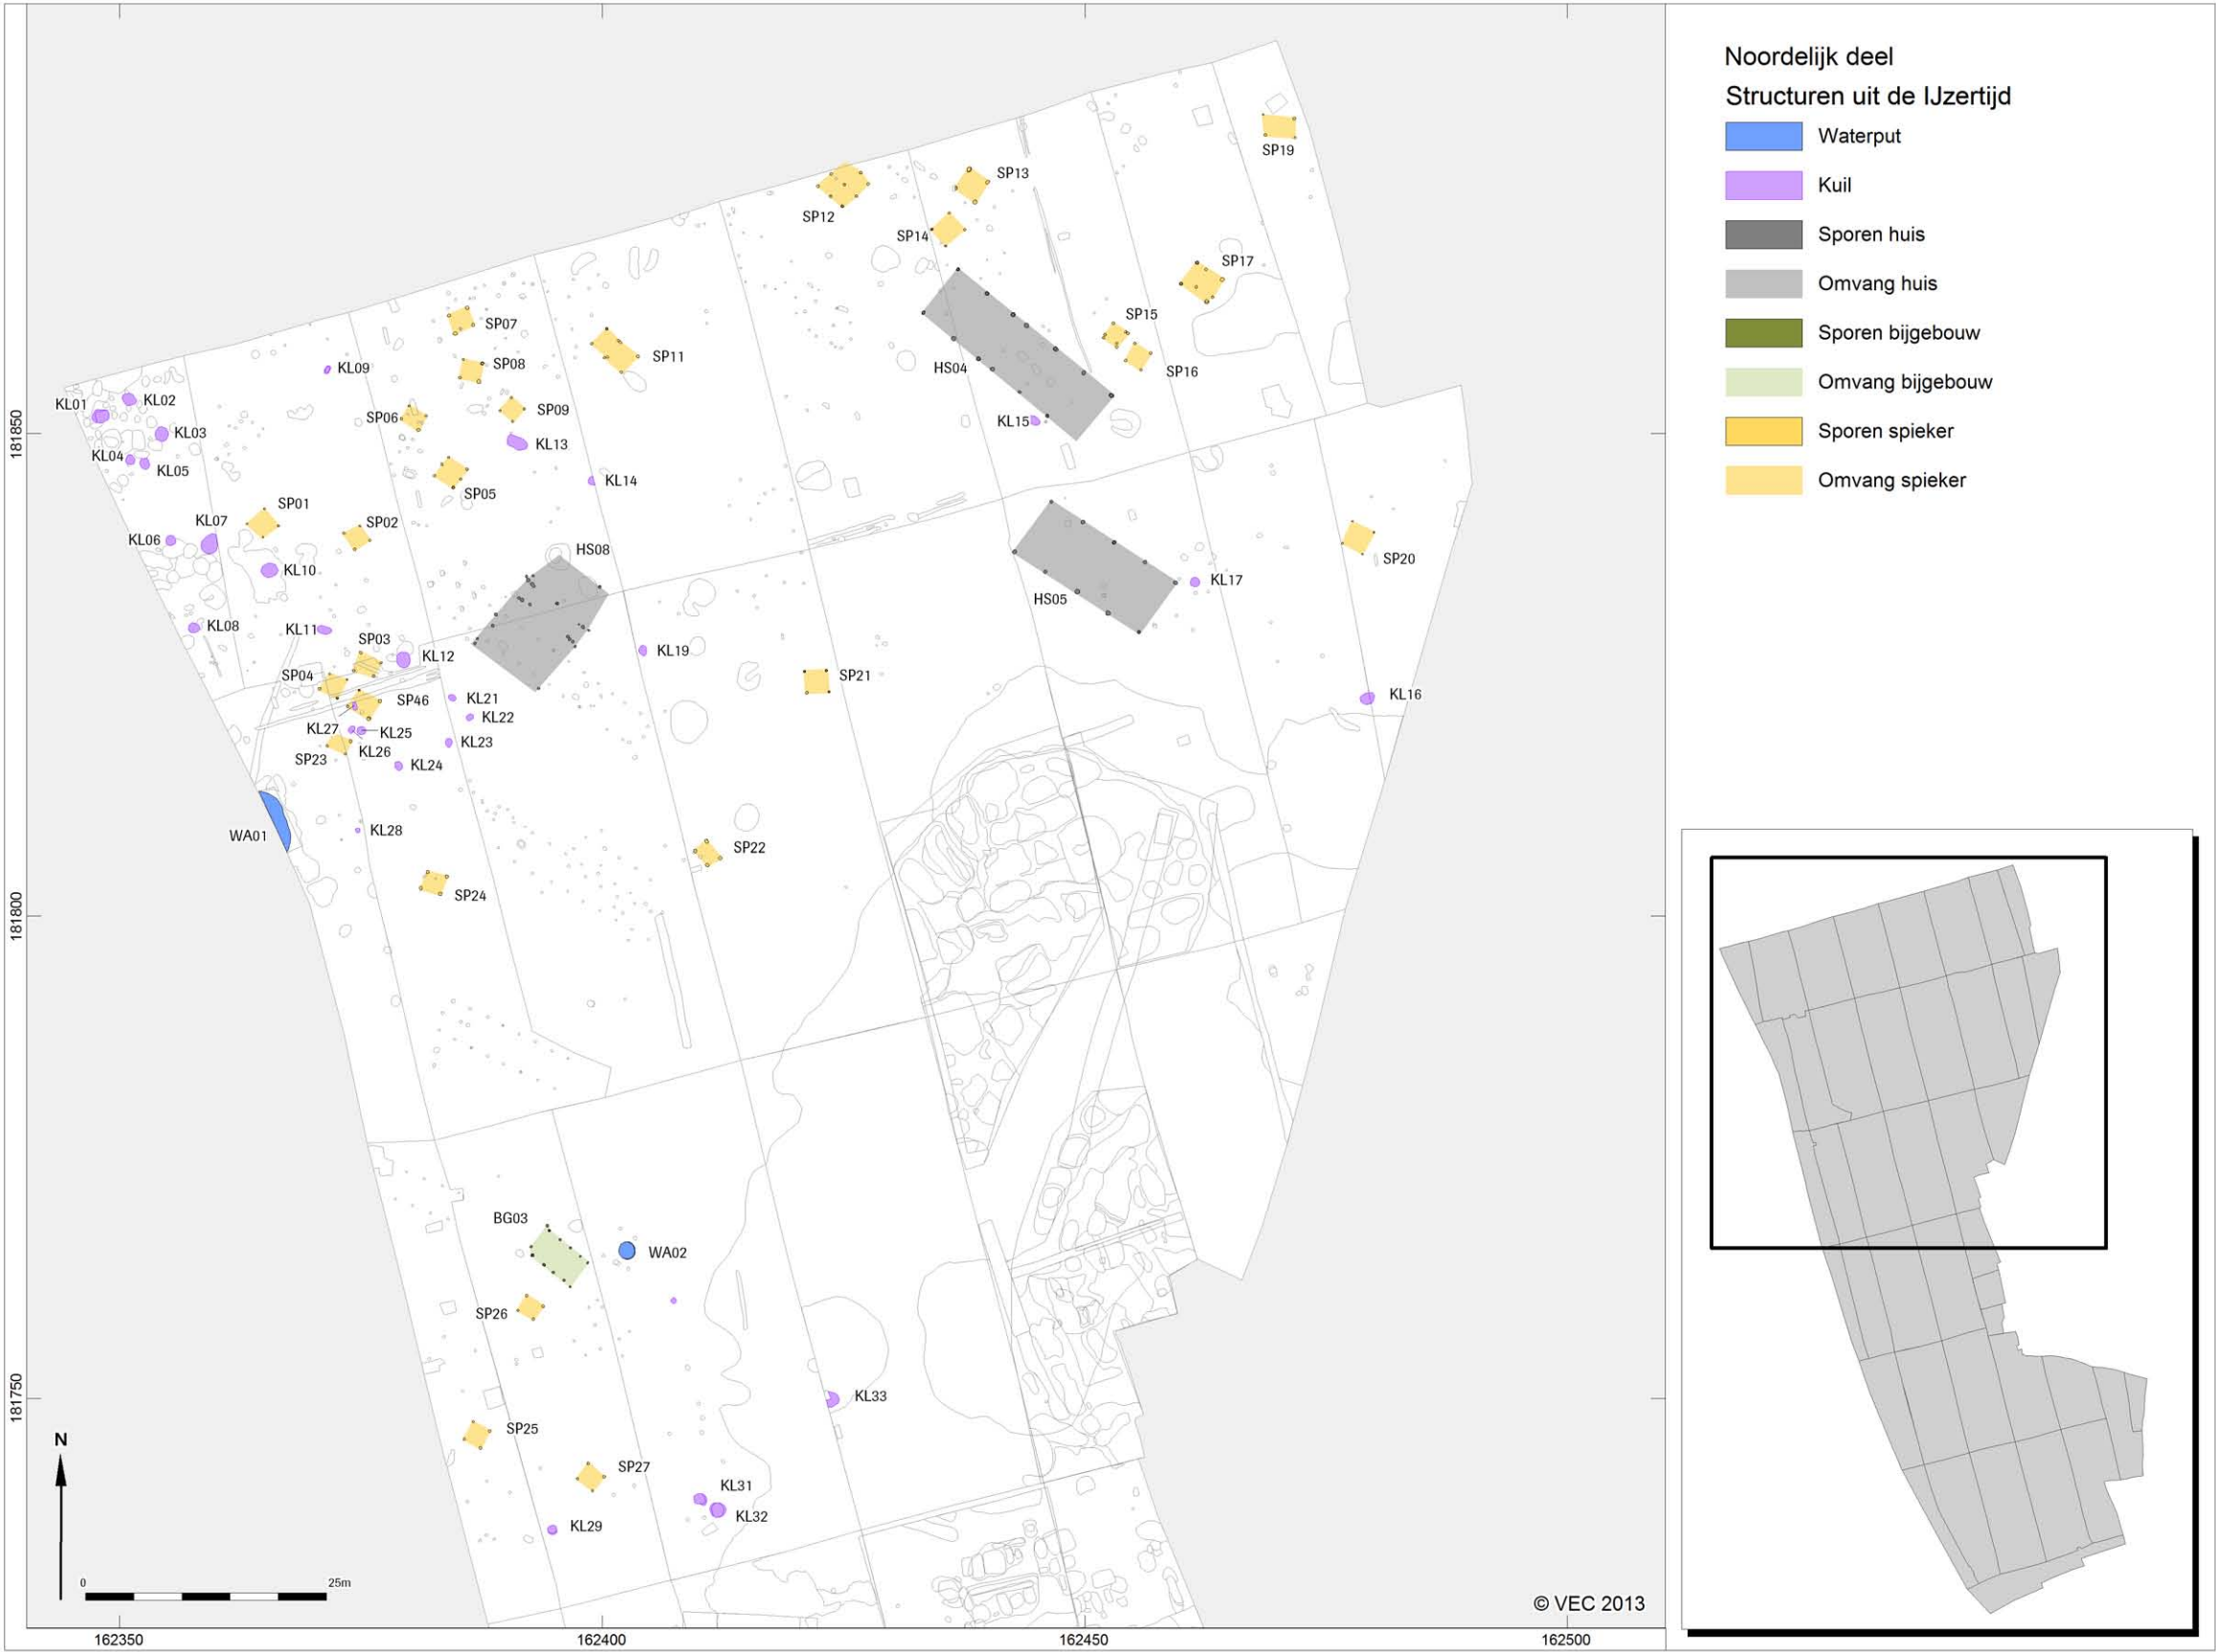 Noordelijk deel
Structuren uit de IJzertijd
Waterput
Kuil
Sporen huis
Omvang huis
Sporen bijgebouw
Omvang bijgebouw
Sporen spieker
Omvang spieker
SP19
SP13
SP12
SP14
SP17
SP15
SP16
SP07
SP11
SP08
HS04
KL09
KL02
KL01
SP09
SP06
KL15
KL03
KL13
KL04
KL05
KL14
SP05
SP01
KL07
SP02
KL06
HS08
SP20
KL10
KL17
HS05
KL08
KL11
SP03
KL12
KL19
SP04
SP21
KL16
SP46
KL21
KL22
KL27
KL25
KL23
KL26
SP23
KL24
WA01
KL28
SP22
SP24
BG03
WA02
SP26
KL33
SP25
SP27
KL31
KL32
KL29
181850
181800
181750
N
0
25m
© VEC 2013
162350
162400
162450
162500